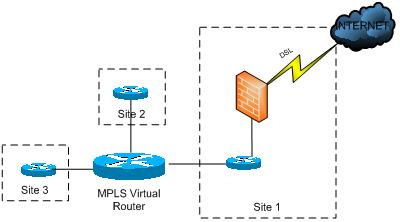 INTERNET
DSL
Site 2
Site 3
MPLS Virtual
Router
Site 1